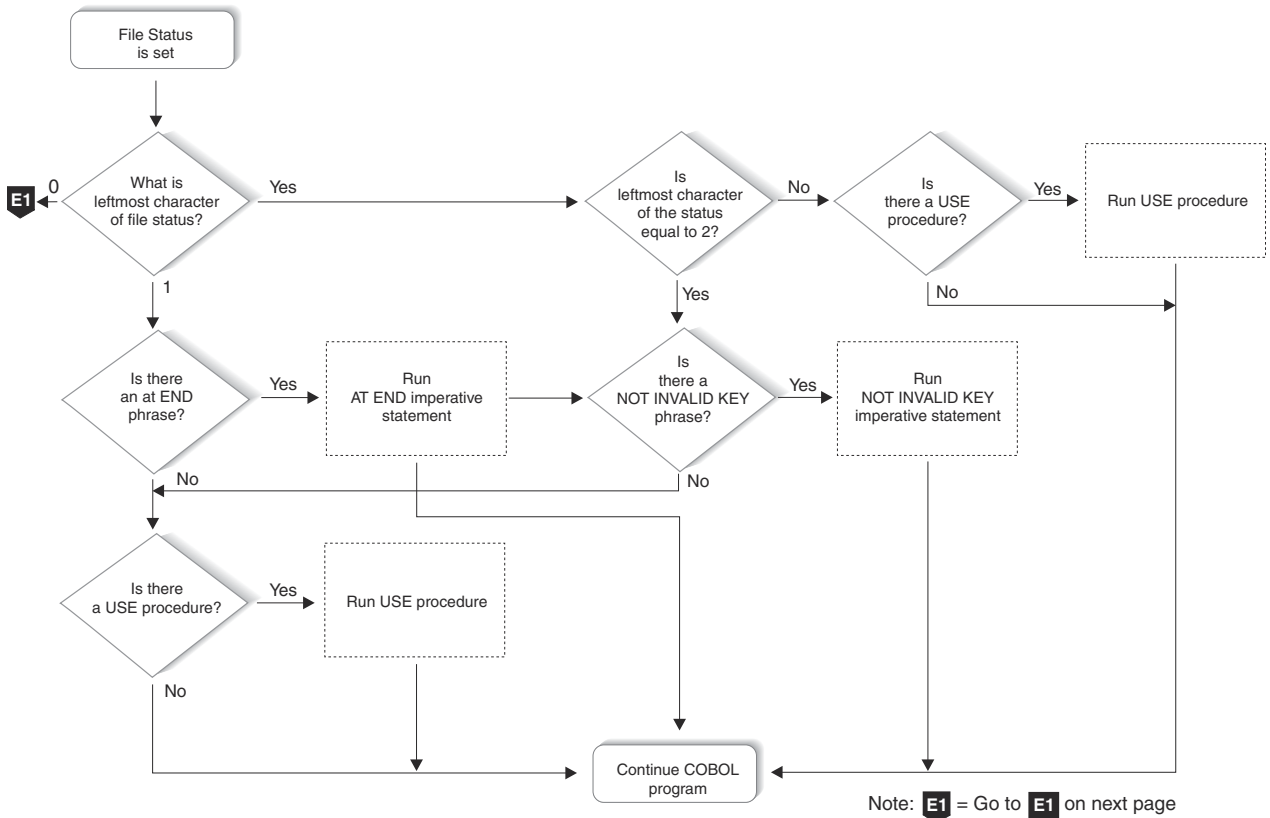 File Status
is set
E1
0
What is
leftmost character
of file status?
Yes
Is
leftmost character
of the status
equal to 2?
No
Is
there a USE
procedure?
Yes
Run USE procedure
1
Yes
No
Is there
an at END
phrase?
Yes
Run
AT END imperative
statement
Is
there a
NOT INVALID KEY
phrase?
Yes
Run
NOT INVALID KEY
imperative statement
No
No
Is there
a USE procedure?
Yes
Run USE procedure
No
Continue COBOL
program
Note: E1 = Go to E1 on next page